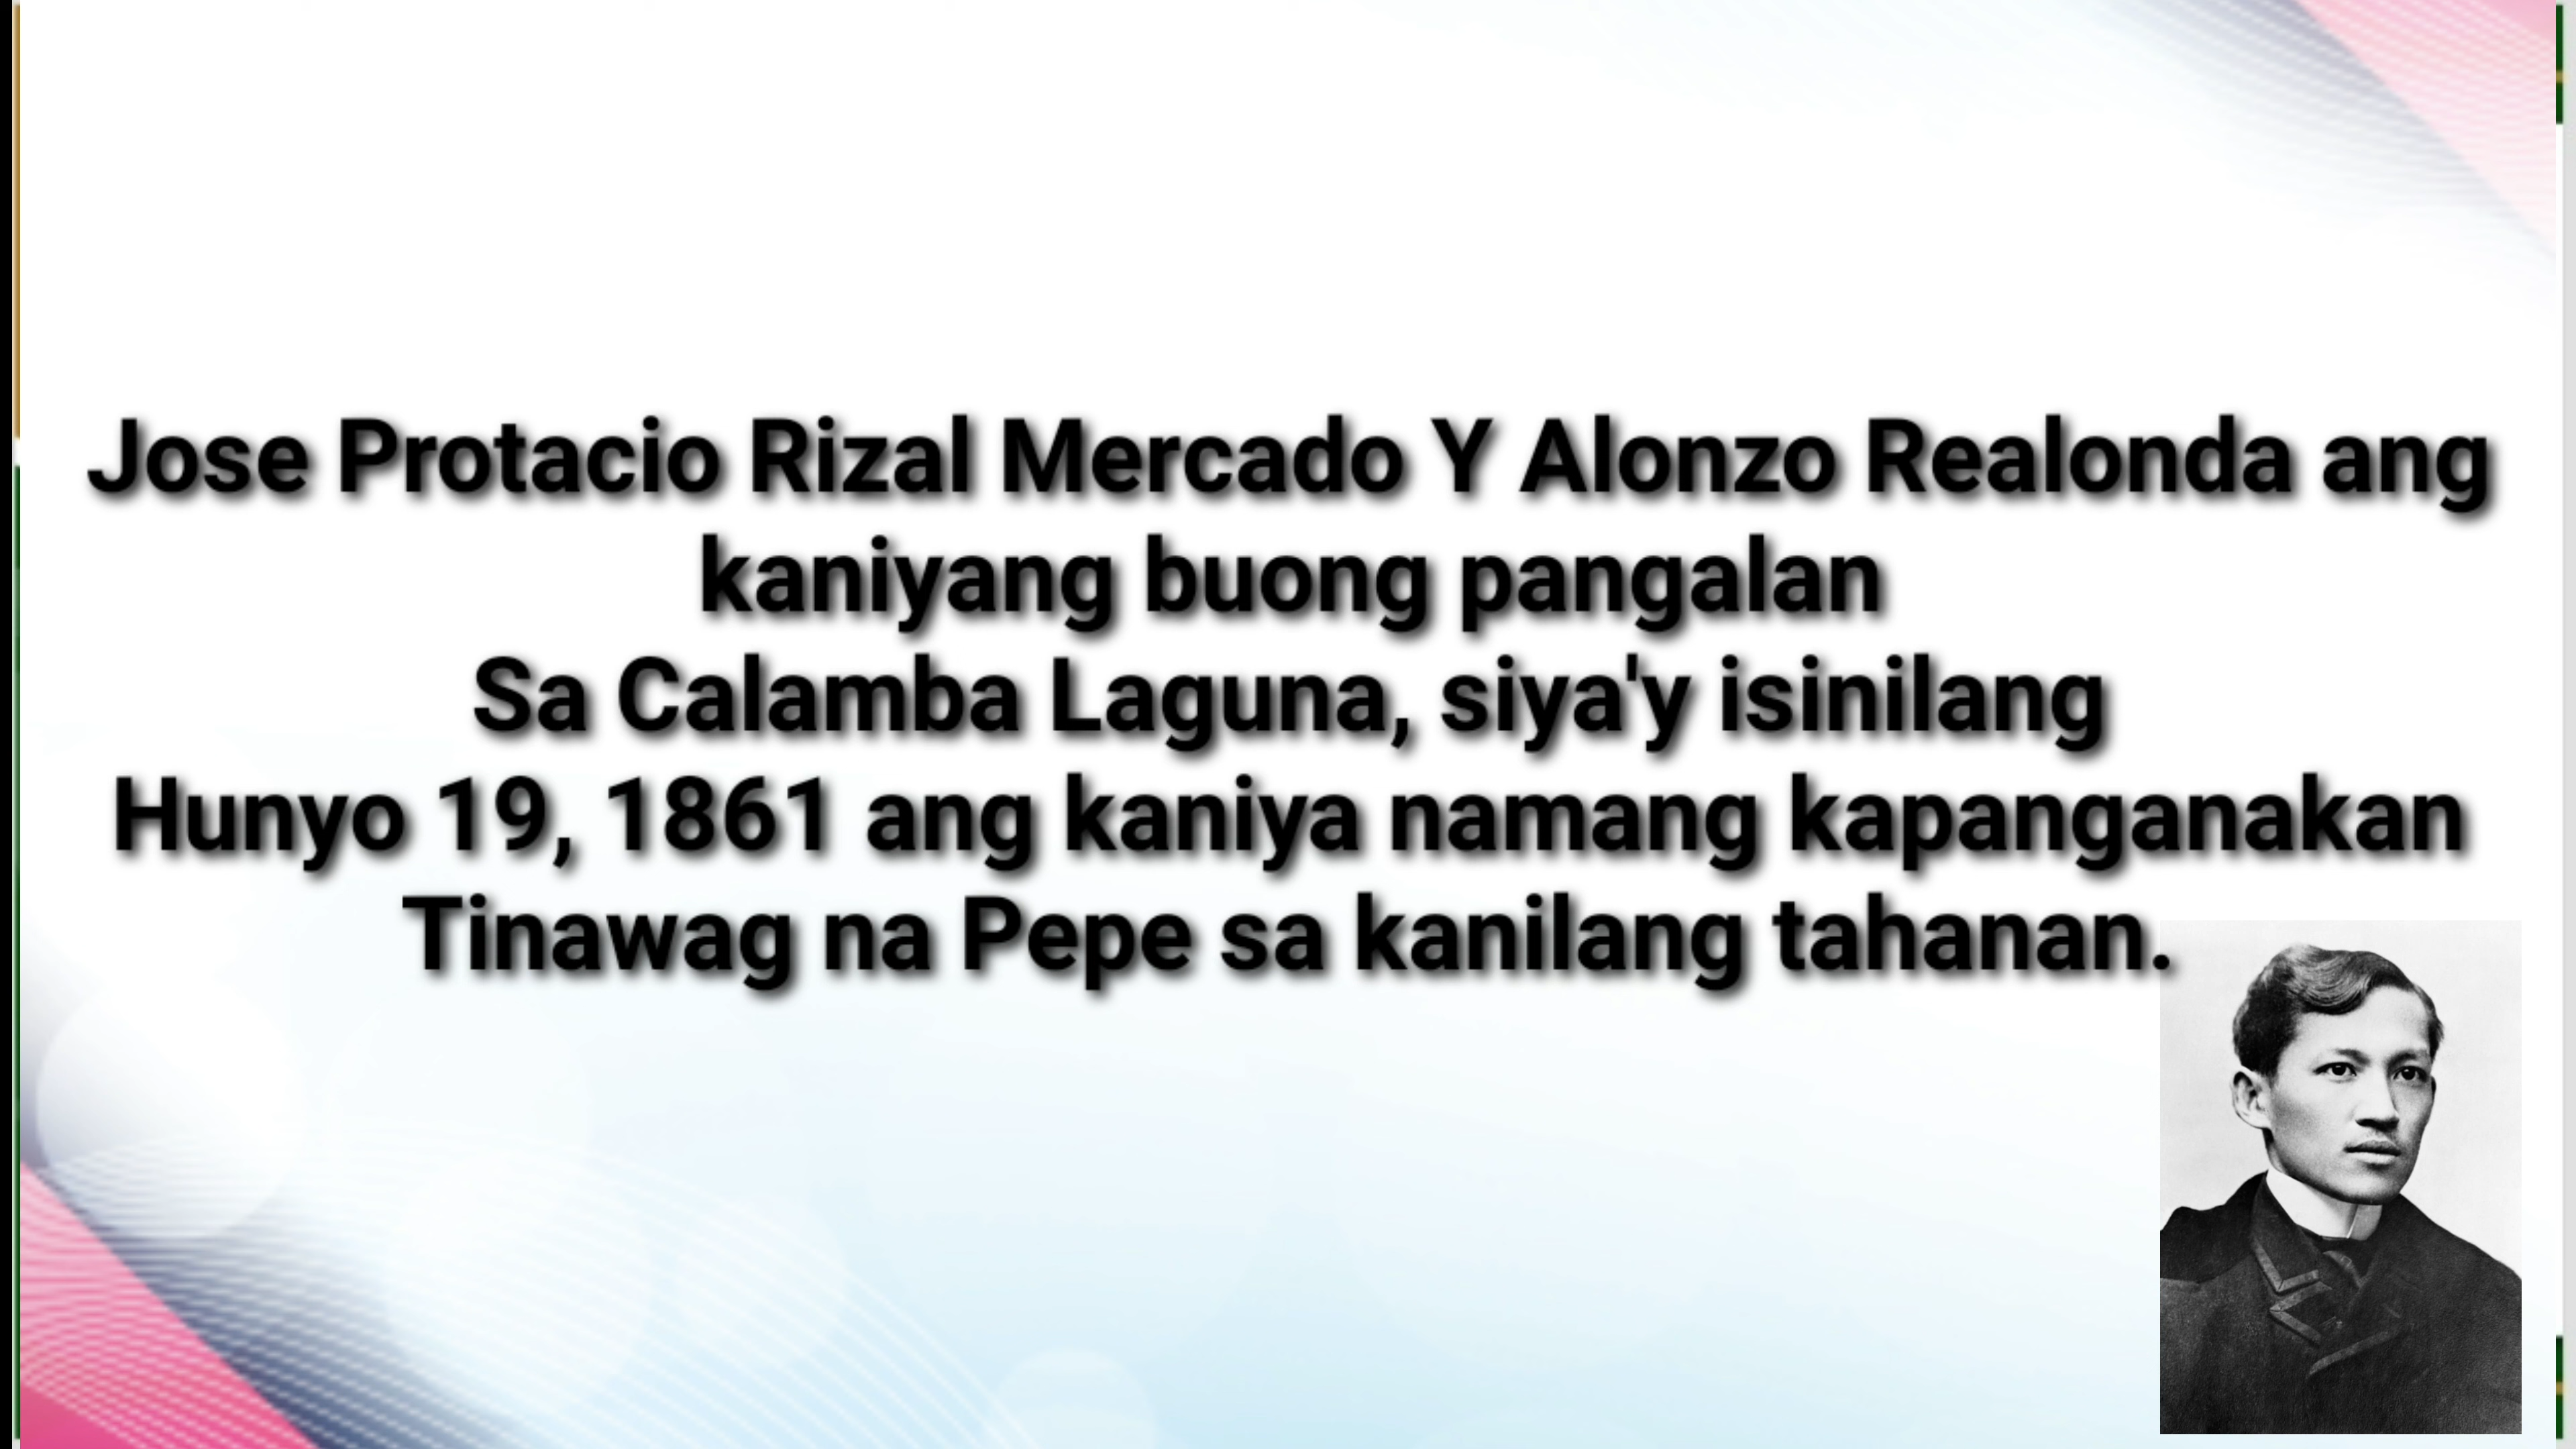 Jose Protacio Rizal Mercado Y Alonzo Realonda ang
kaniyang buong pangalan
Sa Calamba Laguna, siya'y isinilang
Hunyo 19, 1861 ang kaniya namang kapanganakan
Tinawag na Pepe sa kanilang tahanan.